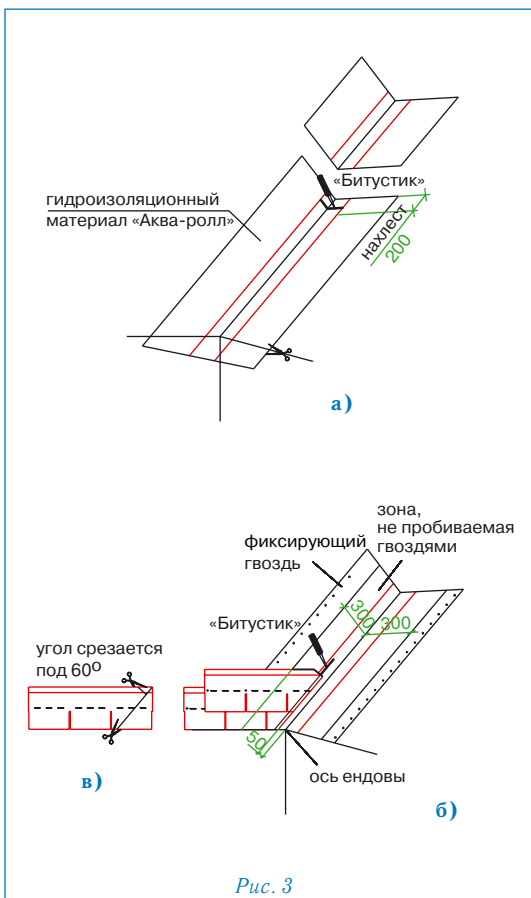 «Битустик»
гидроизоляционный
материал «Аква-ролл»
нахлест
200
а)
зона,
не пробиваемая
гвоздями
фиксирующий
гвоздь
300
300
«Битустик»
угол срезается
под 60⁰
50
ось ендовы
в)
б)
Рис. 3